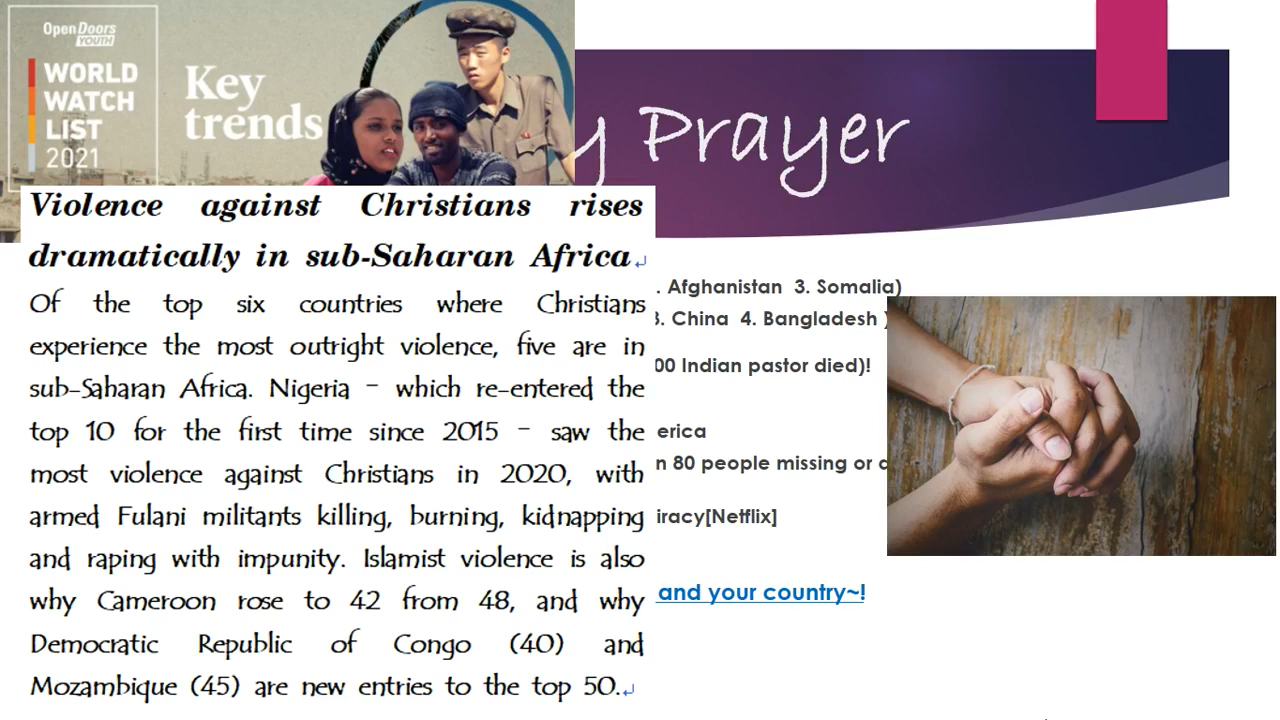 OpenDoors
YOUTH
WORLD
WATCH
LIST
2021
Key
trends
y Prayer
Violence against Christians rises
dramatically in sub-Saharan Africa
Of the top six countries where Christians
experience the most outright violence, five are in
sub-Saharan Africa. Nigeria – which re-entered the
top 10 for the first time since 2015 – saw the
most violence against Christians in 2020, with
armed Fulani militants killing, burning, kidnapping
and raping with impunity. Islamist violence is also
why Cameroon rose to 42 from 48, and why
Democratic Republic of Congo (40) and
Mozambique (45) are new entries to the top 50.
. Afghanistan 3. Somalia)
3. China 4. Bangladesh )
00 Indian pastor died)!
erica
n 80 people missing or
iracy[Netflix]
and your country~!